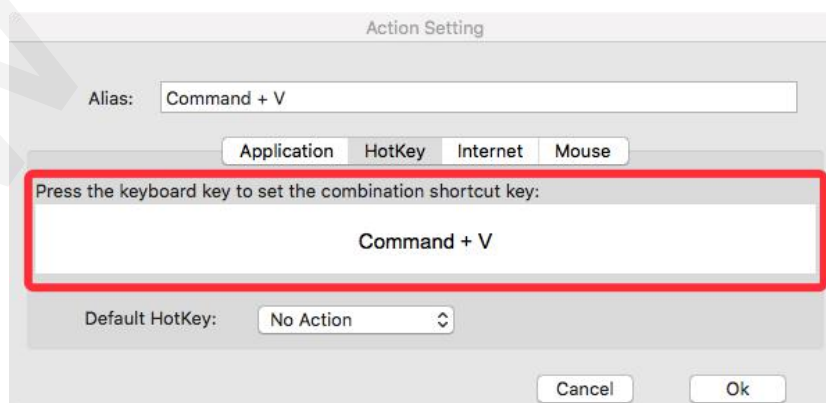 Action Setting
Alias: Command + V
Application HotKey Internet Mouse
Press the keyboard key to set the combination shortcut key:
Command + V
Default HotKey: No Action
Cancel Ok